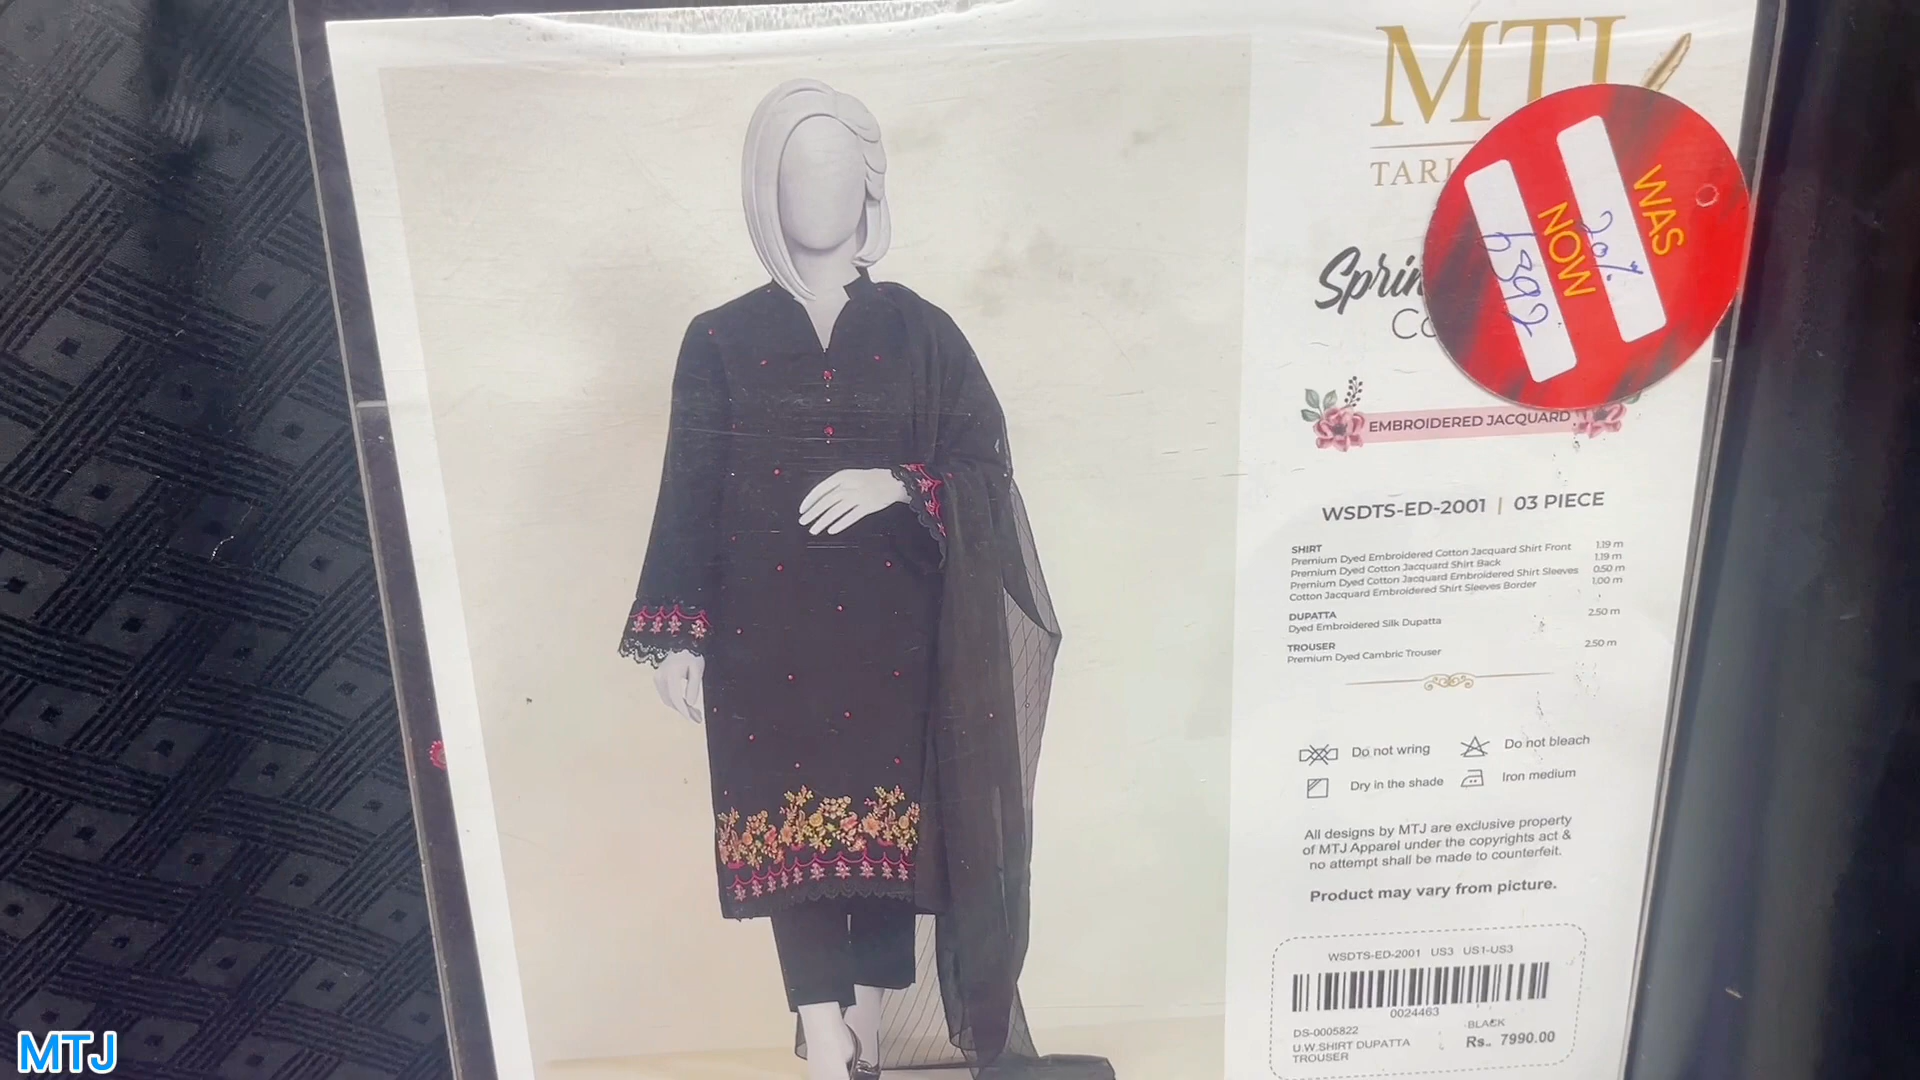 MTJ
TARI
WAS
20%
NOW
6392
Sprin
Co
EMBROIDERED JACQUARD
WSDTS-ED-2001 | 03 PIECE
SHIRT
Premium Dyed Embroidered Cotton Jacquard Shirt Front 1.19 m
Premium Dyed Cotton Jacquard Shirt Back 1.19 m
Premium Dyed Cotton Jacquard Embroidered Shirt Sleeves 0.50 m
Cotton Jacquard Embroidered Shirt Sleeves Border 1.00 m
DUPATTA
Dyed Embroidered Silk Dupatta 2.50 m
TROUSER
Premium Dyed Cambric Trouser 2.50 m
Do not wring Do not bleach
Dry in the shade Iron medium
All designs by MTJ are exclusive property
of MTJ Apparel under the copyrights act &
no attempt shall be made to counterfeit.
Product may vary from picture.
WSDTS-ED-2001 US3 US1-US3
0024463
DS-0005822 BLACK
U.W.SHIRT DUPATTA Rs.. 7990.00
TROUSER
MTJ